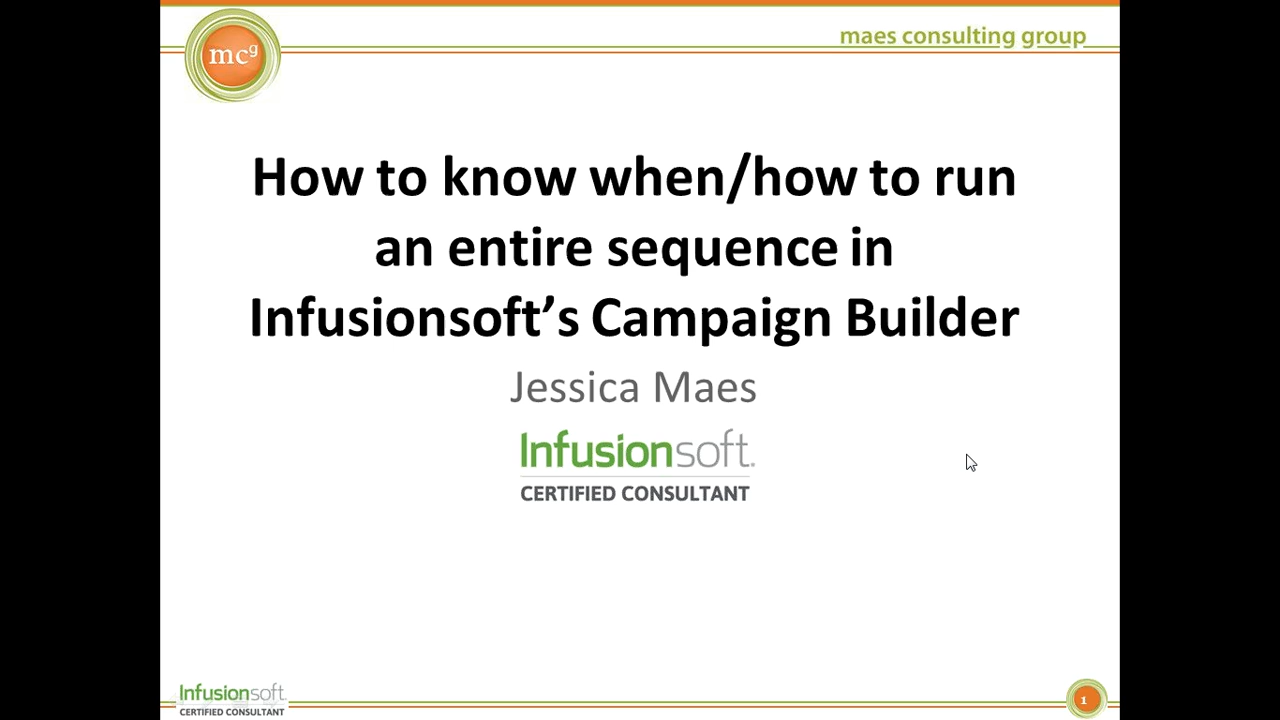 mcg
maes consulting group
How to know when/how to run
an entire sequence in
Infusionsoft's Campaign Builder
Jessica Maes
Infusionsoft.
CERTIFIED CONSULTANT
Infusionsoft.
CERTIFIED CONSULTANT
1